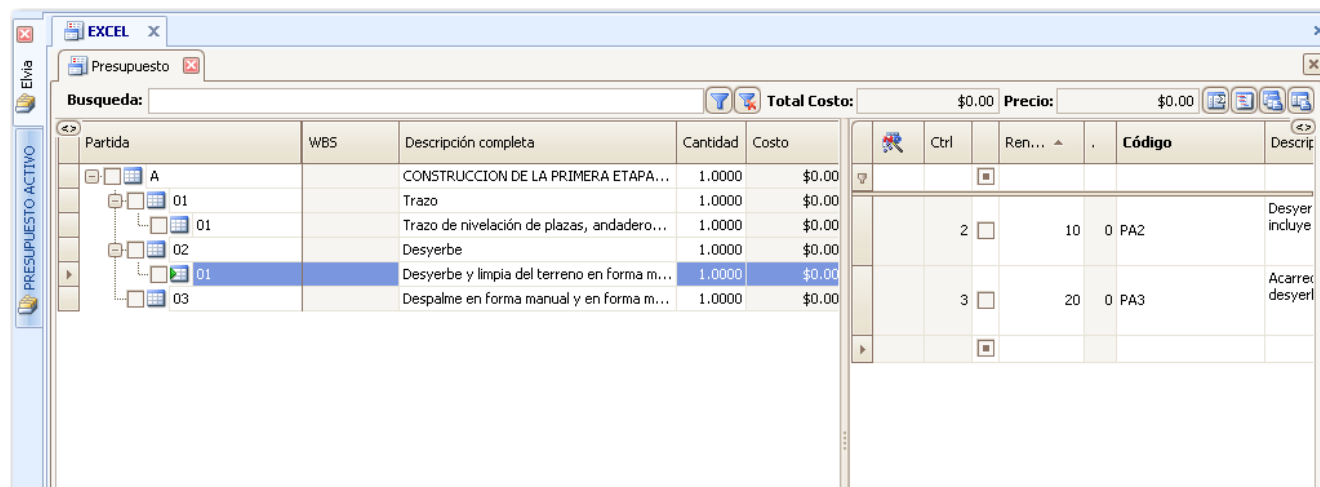 EXCEL X
Elvia
Presupuesto
PRESUPUESTO ACTIVO
Busqueda: Total Costo: $0.00 Precio: $0.00
Partida WBS Descripción completa Cantidad Costo Ctrl Ren... . Código Descrip
A CONSTRUCCION DE LA PRIMERA ETAPA... 1.0000 $0.00
01 Trazo 1.0000 $0.00
01 Trazo de nivelación de plazas, andadero... 1.0000 $0.00
02 Desyerbe 1.0000 $0.00
01 Desyerbe y limpia del terreno en forma m... 1.0000 $0.00
03 Despalme en forma manual y en forma m... 1.0000 $0.00
2 10 0 PA2 Desyer
incluye
3 20 0 PA3 Acarreo
desyerl